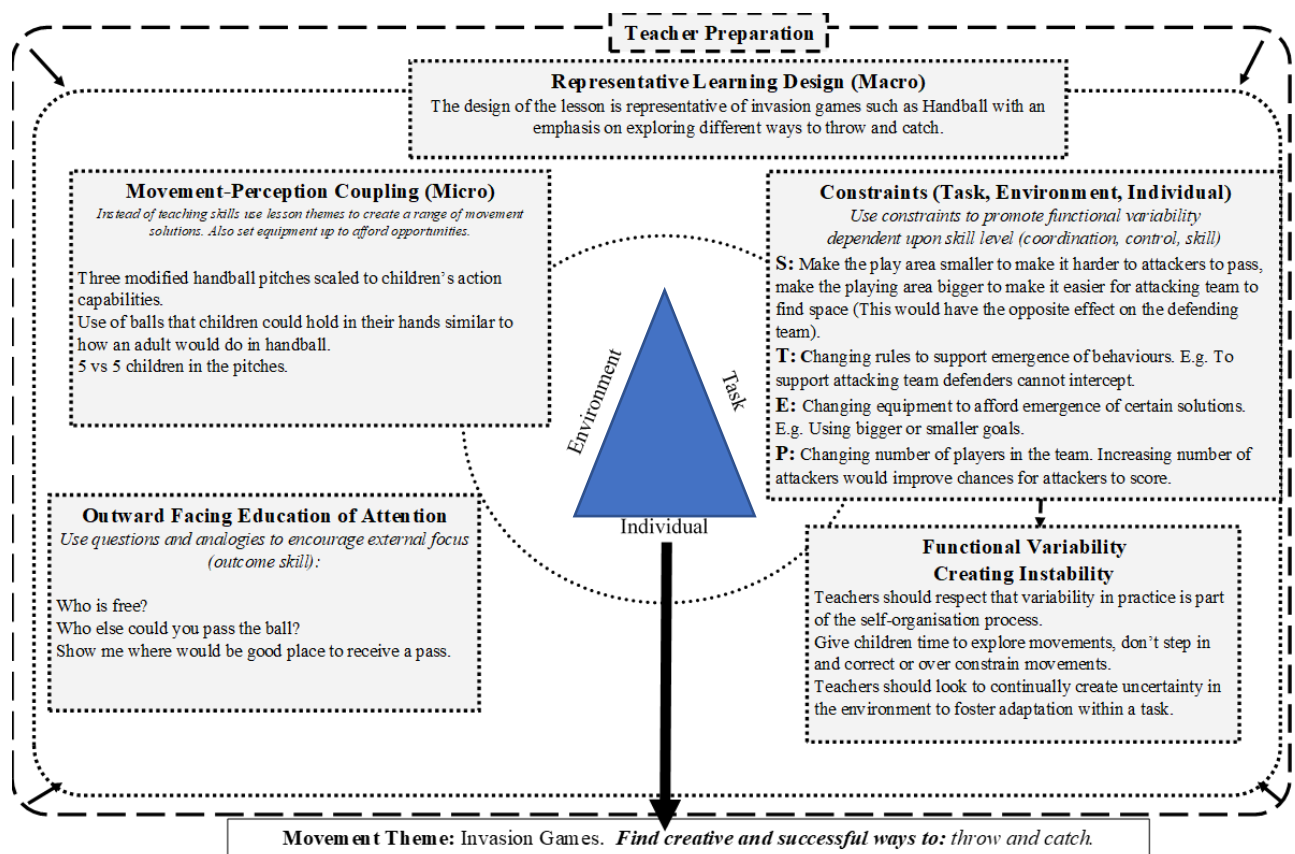 Teacher Preparation
Representative Learning Design (Macro)
The design of the lesson is representative of invasion games such as Handball with an
emphasis on exploring different ways to throw and catch.
Movement-Perception Coupling (Micro)
Instead of teaching skills use lesson themes to create a range of movement
solutions. Also set equipment up to afford opportunities.
Three modified handball pitches scaled to children's action
capabilities.
Use of balls that children could hold in their hands similar to
how an adult would do in handball.
5 vs 5 children in the pitches.
Constraints (Task, Environment, Individual)
Use constraints to promote functional variability
dependent upon skill level (coordination, control, skill)
S: Make the play area smaller to make it harder to attackers to pass,
make the playing area bigger to make it easier for attacking team to
find space (This would have the opposite effect on the defending
team).
T: Changing rules to support emergence of behaviours. E.g. To
support attacking team defenders cannot intercept.
E: Changing equipment to afford emergence of certain solutions.
E.g. Using bigger or smaller goals.
P: Changing number of players in the team. Increasing number of
attackers would improve chances for attackers to score.
Environment
Task
Individual
Outward Facing Education of Attention
Use questions and analogies to encourage external focus
(outcome skill):
Who is free?
Who else could you pass the ball?
Show me where would be good place to receive a pass.
Functional Variability
Creating Instability
Teachers should respect that variability in practice is part
of the self-organisation process.
Give children time to explore movements, don't step in
and correct or over constrain movements.
Teachers should look to continually create uncertainty in
the environment to foster adaptation within a task.
Movement Theme: Invasion Games. Find creative and successful ways to: throw and catch.